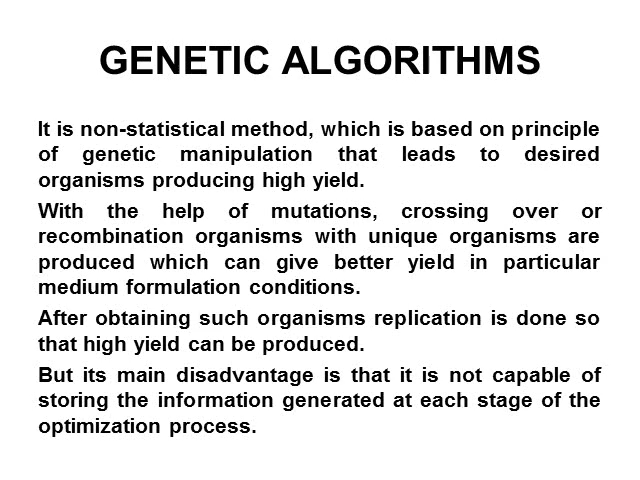 GENETIC ALGORITHMS
It is non-statistical method, which is based on principle
of genetic manipulation that leads to desired
organisms producing high yield.
With the help of mutations, crossing over or
recombination organisms with unique organisms are
produced which can give better yield in particular
medium formulation conditions.
After obtaining such organisms replication is done so
that high yield can be produced.
But its main disadvantage is that it is not capable of
storing the information generated at each stage of the
optimization process.